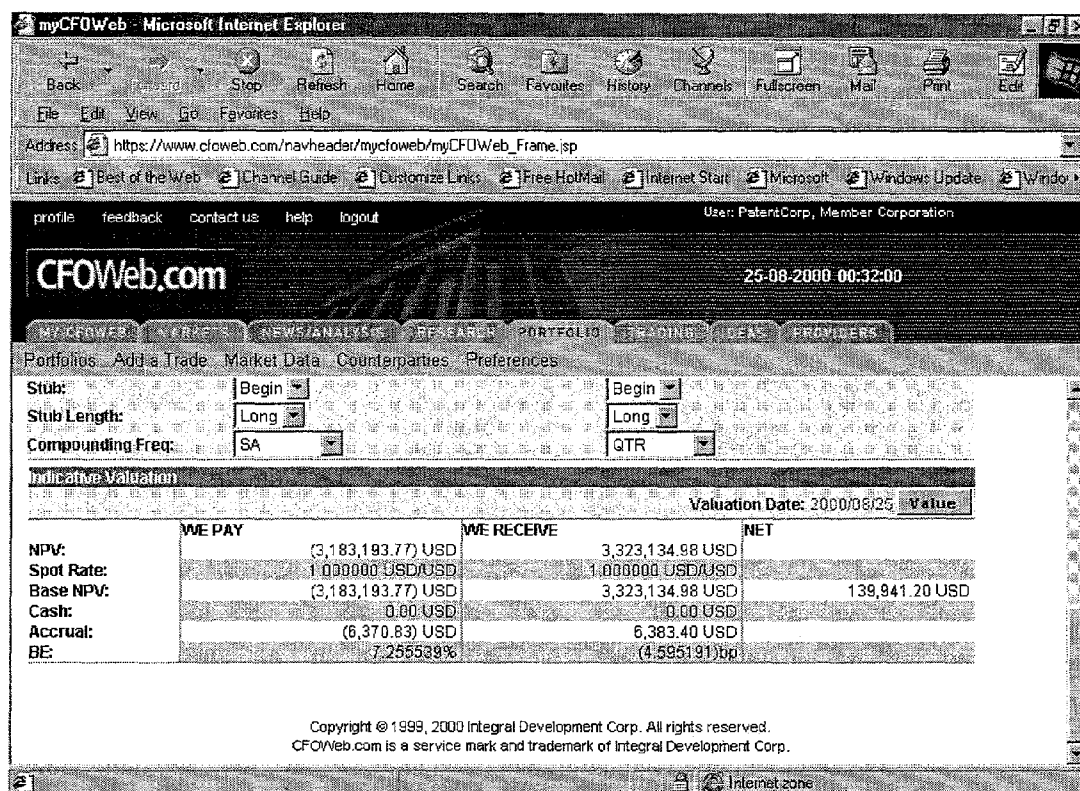 myCFOWeb - Microsoft Internet Explorer
Back Forward Stop Refresh Home Search Favorites History Channels Fullscreen Mail Print Edit
File Edit View Go Favorites Help
Address https://www.cfoweb.com/navheader/mycfoweb/myCFOWeb_Frame.jsp
Links Best of the Web Channel Guide Customize Links Free HotMail Internet Start Microsoft Windows Update Window
profile feedback contact us help logout User: PatentCorp, Member Corporation
CFOWeb.com
25-08-2000 00:32:00
MYCFOWEB MARKETS NEWS/ANALYSIS RESEARCH PORTFOLIO TRADING IDEAS PROVIDERS
Portfolios Add a Trade Market Data Counterparties Preferences
Stub: Begin Begin
Stub Length: Long Long
Compounding Freq: SA QTR
Indicative Valuation
Valuation Date: 2000/08/25 Value
WE PAY WE RECEIVE NET
NPV: (3,183,193.77) USD 3,323,134.98 USD
Spot Rate: 1.000000 USD/USD 1.000000 USD/USD
Base NPV: (3,183,193.77) USD 3,323,134.98 USD 139,941.20 USD
Cash: 0.00 USD 0.00 USD
Accrual: (6,370.83) USD 6,383.40 USD
BE: 7.255539% (4.595191)bp
Copyright © 1999, 2000 Integral Development Corp. All rights reserved.
CFOWeb.com is a service mark and trademark of Integral Development Corp.
Internet zone